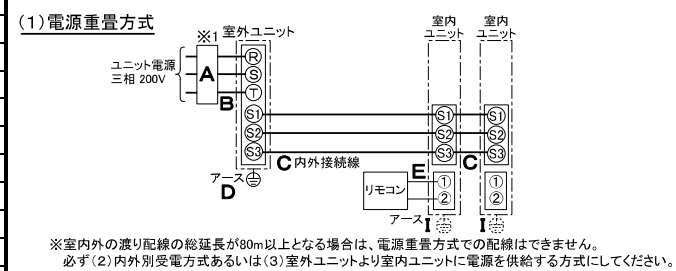 (1)電源重畳方式
※1
室外ユニット
室内
ユニット
室内
ユニット
ユニット電源
三相 200V
A
B
R
S
T
S1
S2
S3
S1
S2
S3
S1
S2
S3
C 内外接続線
C
アース
D
リモコン
E
①
②
①
②
アース I
I
※室内外の渡り配線の総延長が80m以上となる場合は、電源重畳方式での配線はできません。
必ず(2)内外別受電方式あるいは(3)室外ユニットより室内ユニットに電源を供給する方式にしてください。